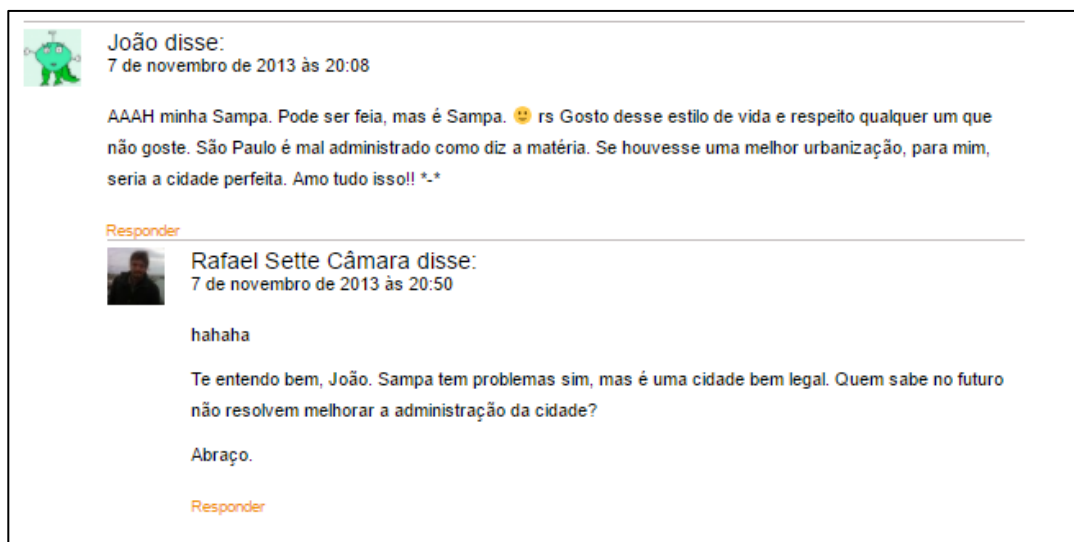 João disse:
7 de novembro de 2013 às 20:08
AAAH minha Sampa. Pode ser feia, mas é Sampa. 🙂 rs Gosto desse estilo de vida e respeito qualquer um que
não goste. São Paulo é mal administrado como diz a matéria. Se houvesse uma melhor urbanização, para mim,
seria a cidade perfeita. Amo tudo isso!! *-*
Responder
Rafael Sette Câmara disse:
7 de novembro de 2013 às 20:50
hahaha
Te entendo bem, João. Sampa tem problemas sim, mas é uma cidade bem legal. Quem sabe no futuro
não resolvem melhorar a administração da cidade?
Abraço.
Responder